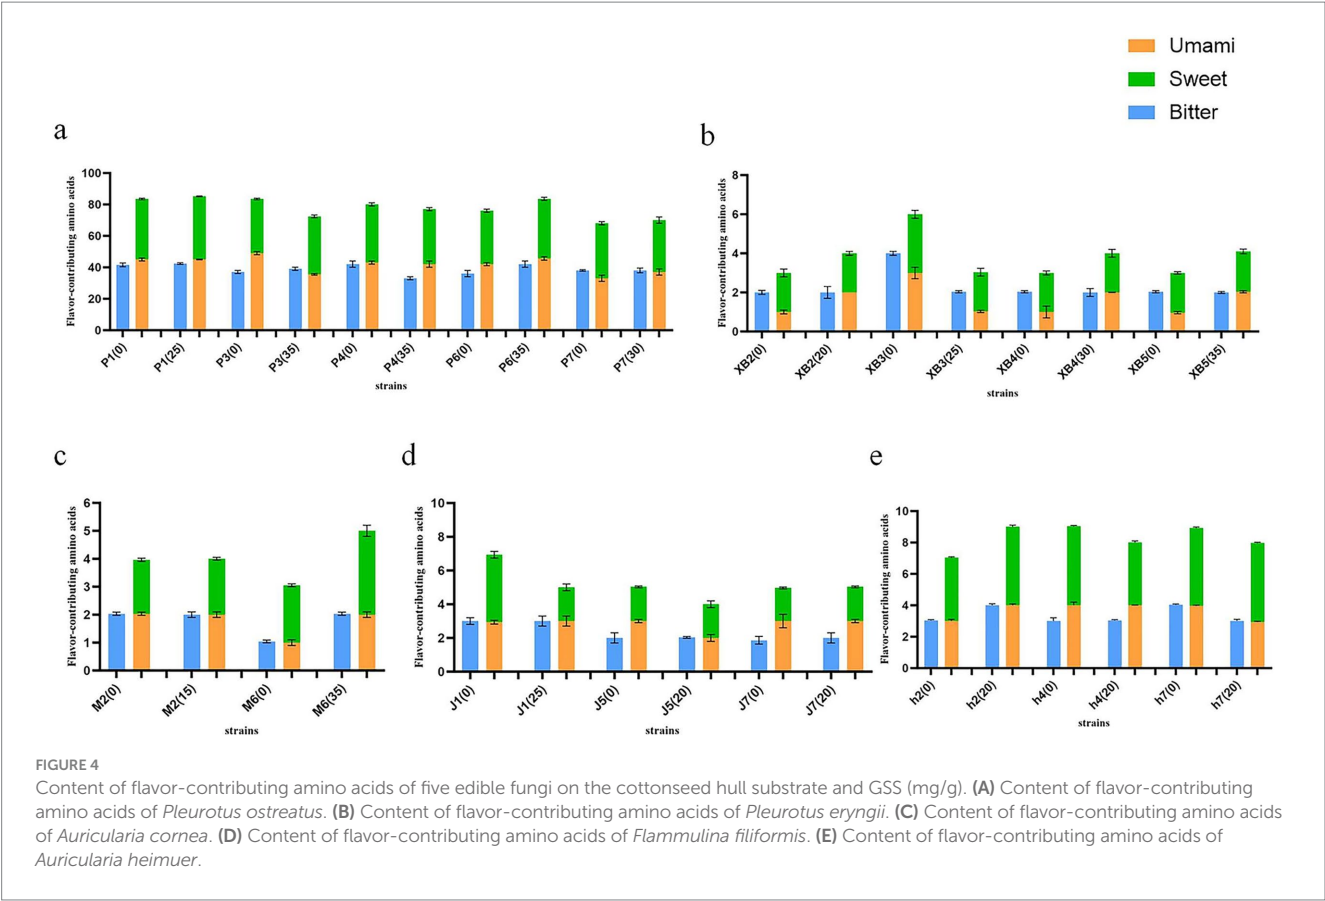 Umami
Sweet
Bitter
a
Flavor-contributing amino acids
100
80
60
40
20
0
P1(0) P1(25) P3(0) P3(35) P4(0) P4(35) P6(0) P6(35) P7(0) P7(30)
strains
b
Flavor-contributing amino acids
8
6
4
2
0
XB2(0) XB2(20) XB3(0) XB3(25) XB4(0) XB4(30) XB5(0) XB5(35)
strains
c
Flavor-contributing amino acids
6
5
4
3
2
1
0
M2(0) M2(15) M6(0) M6(35)
strains
d
Flavor-contributing amino acids
10
8
6
4
2
0
J1(0) J1(25) J5(0) J5(20) J7(0) J7(20)
strains
e
Flavor-contributing amino acids
10
8
6
4
2
0
h2(0) h2(20) h4(0) h4(20) h7(0) h7(20)
strains
FIGURE 4
Content of flavor-contributing amino acids of five edible fungi on the cottonseed hull substrate and GSS (mg/g). (A) Content of flavor-contributing
amino acids of Pleurotus ostreatus. (B) Content of flavor-contributing amino acids of Pleurotus eryngii. (C) Content of flavor-contributing amino acids
of Auricularia cornea. (D) Content of flavor-contributing amino acids of Flammulina filiformis. (E) Content of flavor-contributing amino acids of
Auricularia heimuer.